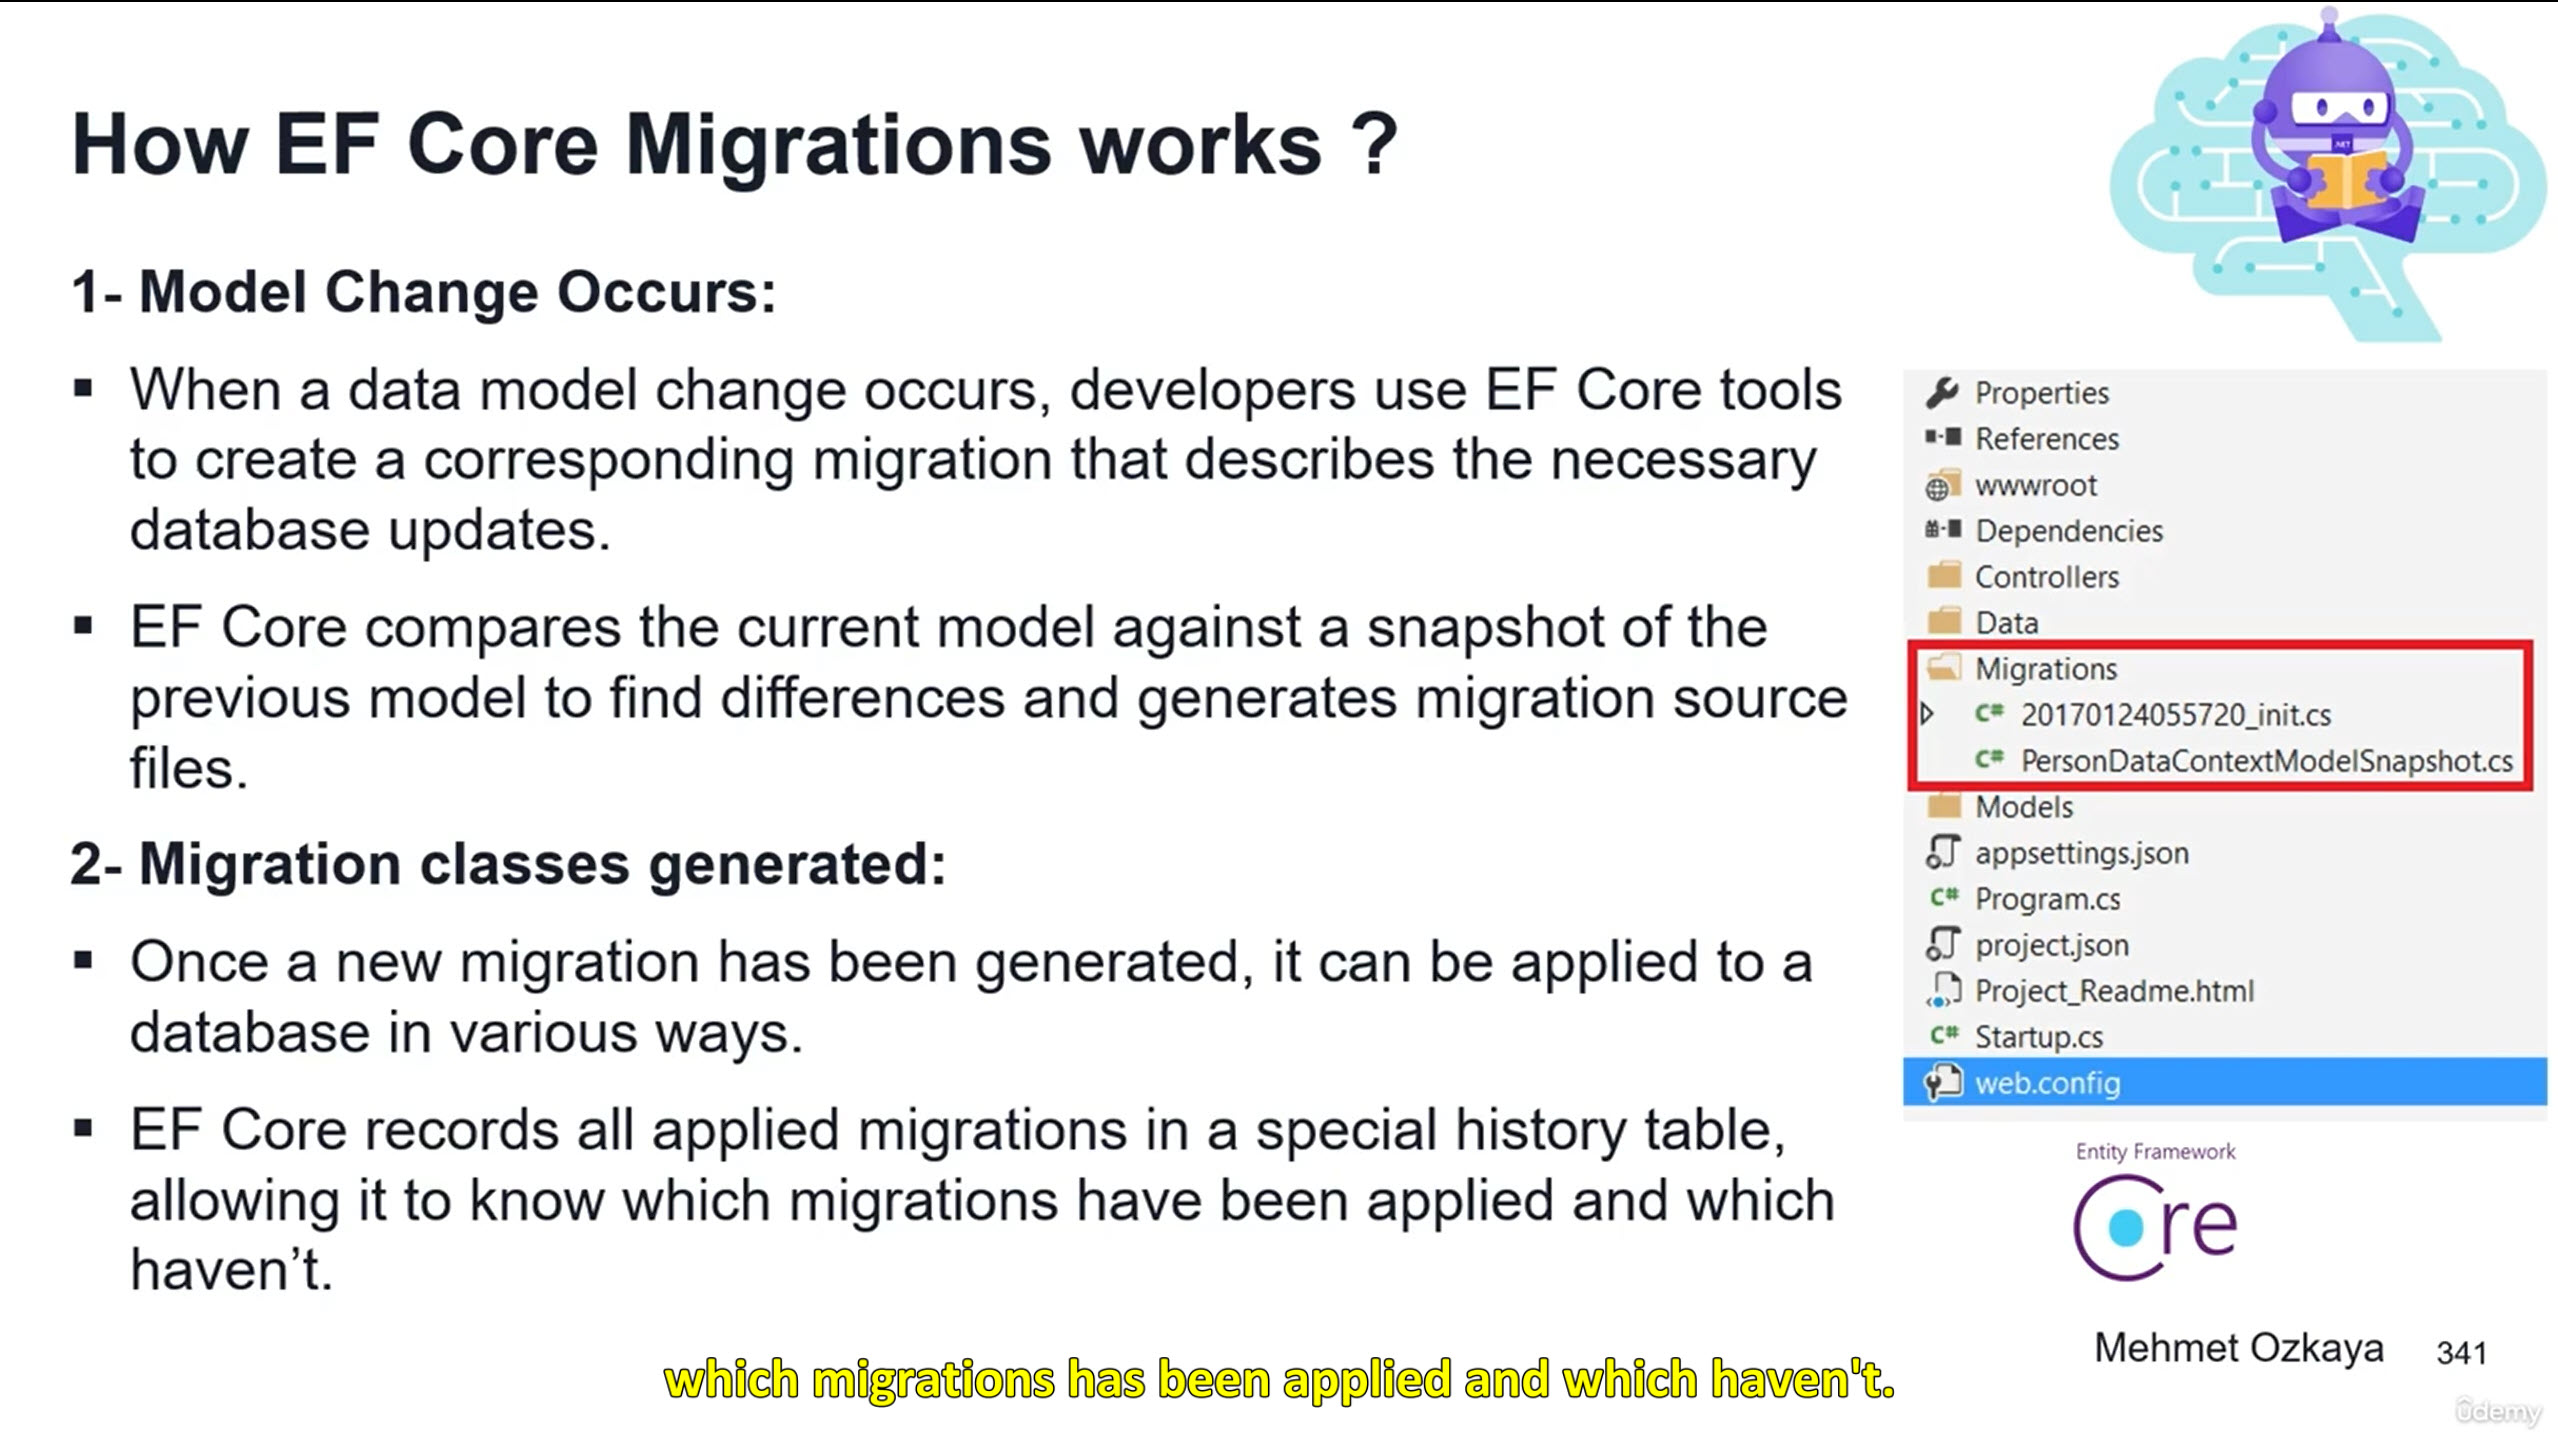 How EF Core Migrations works ?
1- Model Change Occurs:
▪ When a data model change occurs, developers use EF Core tools
to create a corresponding migration that describes the necessary
database updates.
▪ EF Core compares the current model against a snapshot of the
previous model to find differences and generates migration source
files.
2- Migration classes generated:
▪ Once a new migration has been generated, it can be applied to a
database in various ways.
▪ EF Core records all applied migrations in a special history table,
allowing it to know which migrations have been applied and which
haven’t.
.NET
Properties
References
wwwroot
Dependencies
Controllers
Data
Migrations
C# 20170124055720_init.cs
C# PersonDataContextModelSnapshot.cs
Models
appsettings.json
C# Program.cs
project.json
Project_Readme.html
C# Startup.cs
web.config
Entity Framework
Core
Mehmet Ozkaya 341
which migrations has been applied and which haven't.
ûdemy